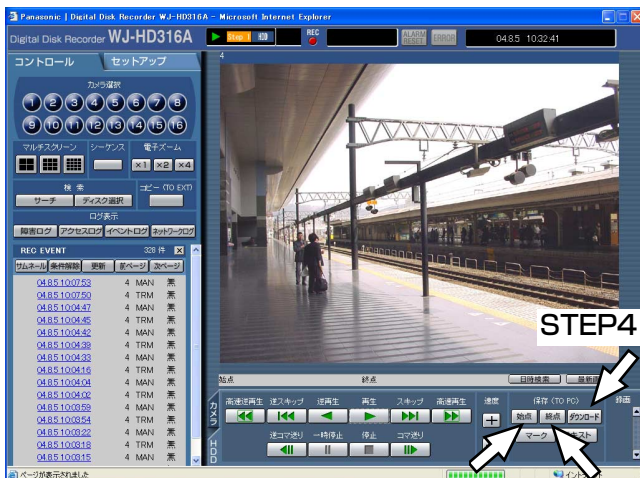 Panasonic | Digital Disk Recorder WJ-HD316A - Microsoft Internet Explorer
Digital Disk Recorder WJ-HD316A
Step 1 HDD
REC
ALARM RESET
ERROR
04.8.5 10:32:41
コントロール
セットアップ
カメラ選択
1 2 3 4 5 6 7 8
9 10 11 12 13 14 15 16
マルチスクリーン シーケンス 電子ズーム
×1 ×2 ×4
検索 コピー (TO EXT)
サーチ ディスク選択
ログ表示
障害ログ アクセスログ イベントログ ネットワークログ
REC EVENT 328 件
サムネール 条件解除 更新 前ページ 次ページ
04.8.5 10:07:53 4 MAN 無
04.8.5 10:07:50 4 TRM 無
04.8.5 10:04:47 4 MAN 無
04.8.5 10:04:45 4 TRM 無
04.8.5 10:04:42 4 MAN 無
04.8.5 10:04:39 4 TRM 無
04.8.5 10:04:33 4 MAN 無
04.8.5 10:04:16 4 TRM 無
04.8.5 10:04:04 4 MAN 無
04.8.5 10:04:02 4 TRM 無
04.8.5 10:03:59 4 MAN 無
04.8.5 10:03:54 4 TRM 無
04.8.5 10:03:22 4 MAN 無
04.8.5 10:03:18 4 TRM 無
04.8.5 10:03:15 4 MAN 無
4
STEP4
始点 終点
日時検索
カメラ
HDD
高速逆再生 逆スキップ 逆再生 再生 スキップ 高速再生
逆コマ送り 一時停止 停止 コマ送り
速度
保存 (TO PC)
録画
始点 終点 ダウンロード
マーク
ページが表示されました